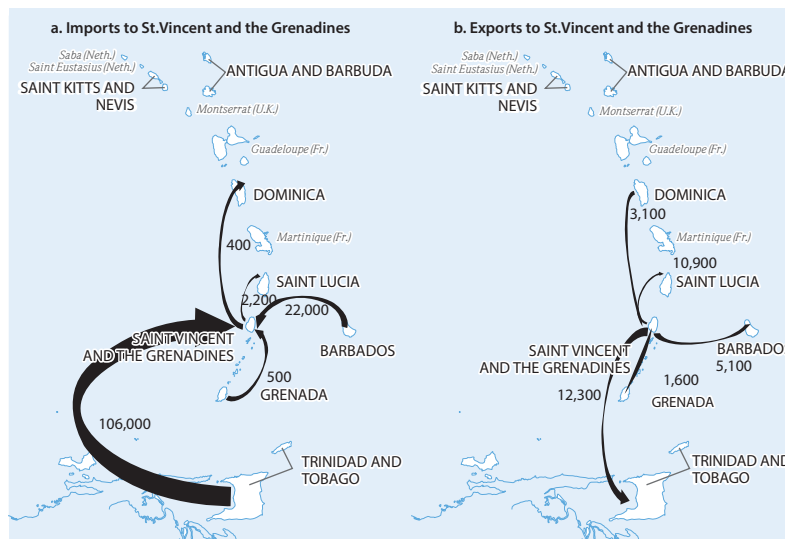 a. Imports to St.Vincent and the Grenadines
Saba (Neth.)
Saint Eustasius (Neth.)
SAINT KITTS AND
NEVIS
ANTIGUA AND BARBUDA
Montserrat (U.K.)
Guadeloupe (Fr.)
DOMINICA
400
Martinique (Fr.)
SAINT LUCIA
2,200
22,000
SAINT VINCENT
AND THE GRENADINES
BARBADOS
500
GRENADA
106,000
TRINIDAD AND
TOBAGO
b. Exports to St.Vincent and the Grenadines
Saba (Neth.)
Saint Eustasius (Neth.)
SAINT KITTS AND
NEVIS
ANTIGUA AND BARBUDA
Montserrat (U.K.)
Guadeloupe (Fr.)
DOMINICA
3,100
Martinique (Fr.)
10,900
SAINT LUCIA
SAINT VINCENT
AND THE GRENADINES
BARBADOS
5,100
1,600
12,300
GRENADA
TRINIDAD AND
TOBAGO